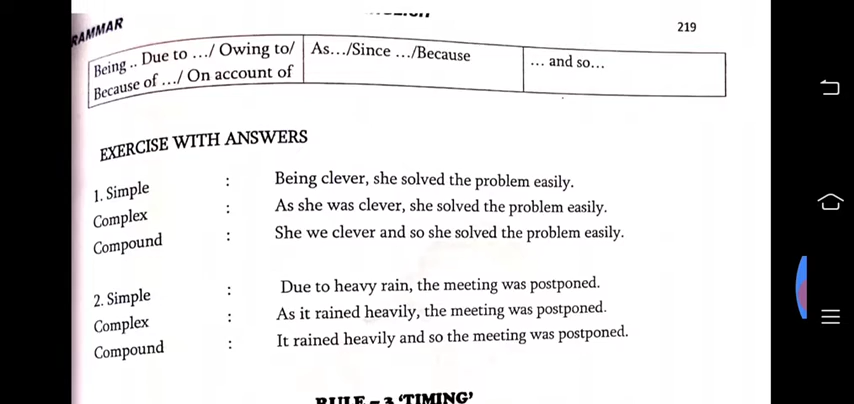 RAMMAR
219
Being .. Due to .../ Owing to/ As.../Since .../Because ... and so...
Because of .../ On account of
EXERCISE WITH ANSWERS
1. Simple : Being clever, she solved the problem easily.
Complex : As she was clever, she solved the problem easily.
Compound : She we clever and so she solved the problem easily.
2. Simple : Due to heavy rain, the meeting was postponed.
Complex : As it rained heavily, the meeting was postponed.
Compound : It rained heavily and so the meeting was postponed.
RULE – 3 'TIMING'